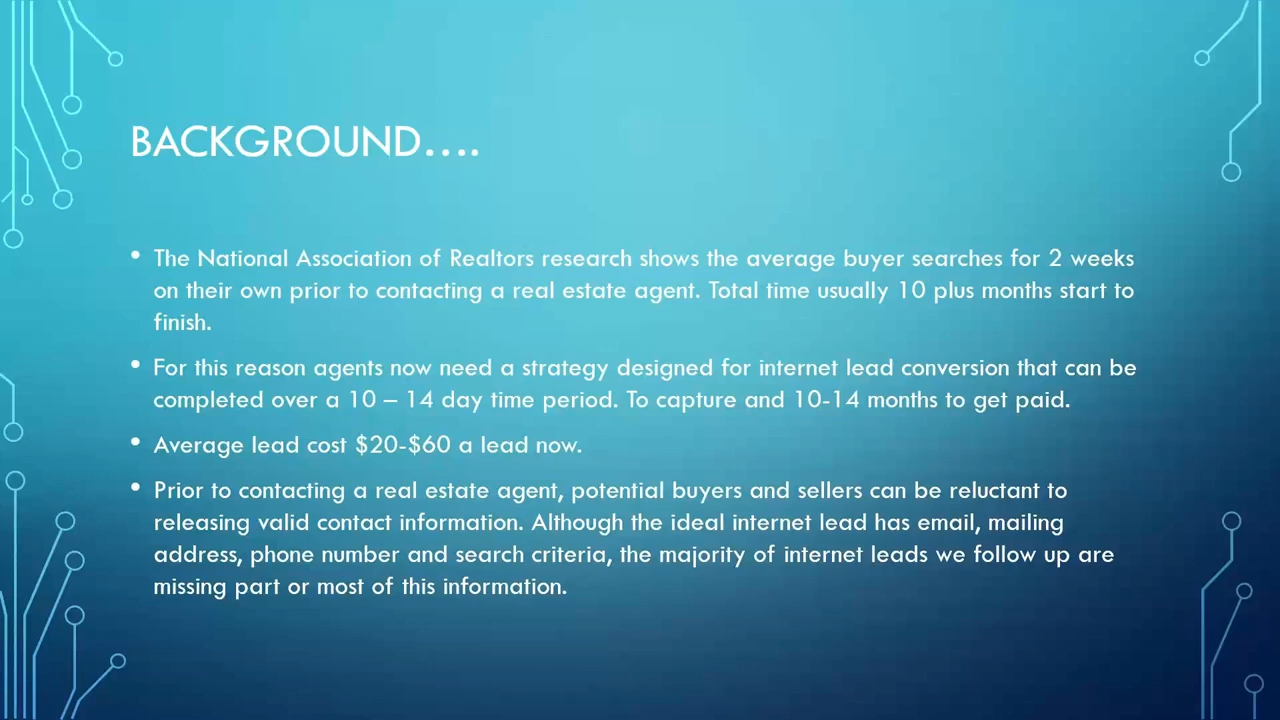 BACKGROUND....
• The National Association of Realtors research shows the average buyer searches for 2 weeks
on their own prior to contacting a real estate agent. Total time usually 10 plus months start to
finish.
• For this reason agents now need a strategy designed for internet lead conversion that can be
completed over a 10 – 14 day time period. To capture and 10-14 months to get paid.
• Average lead cost $20-$60 a lead now.
• Prior to contacting a real estate agent, potential buyers and sellers can be reluctant to
releasing valid contact information. Although the ideal internet lead has email, mailing
address, phone number and search criteria, the majority of internet leads we follow up are
missing part or most of this information.